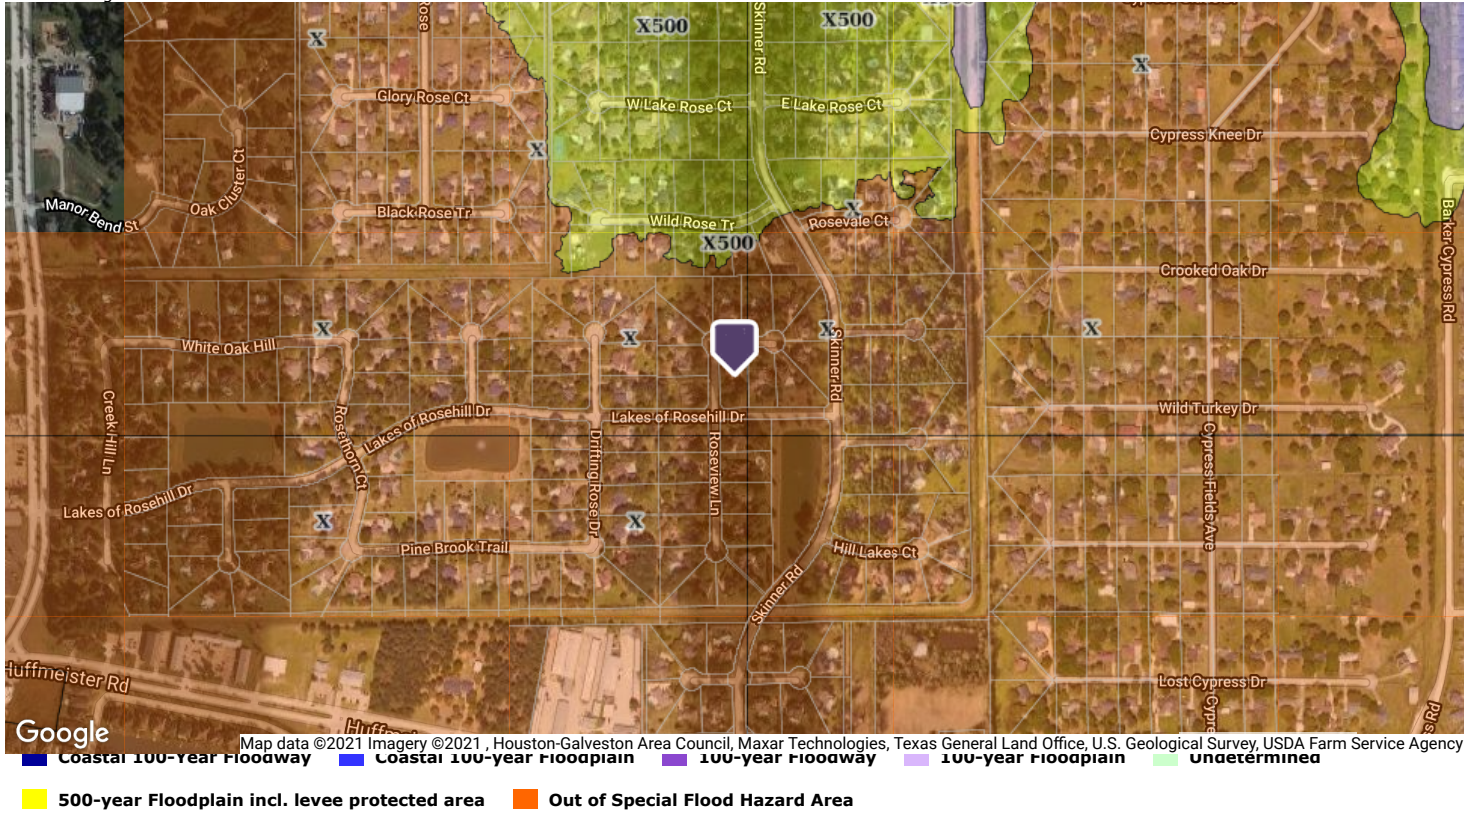 X500
X500
Rose
Skinner Rd
X
X
Glory Rose Ct
W Lake Rose Ct
E Lake Rose Ct
Cypress Knee Dr
X
Oak Cluster Ct
Manor Bend St
Black Rose Tr
Wild Rose Tr
X
Rosevale Ct
X500
Barker Cypress Rd
Crooked Oak Dr
X
White Oak Hill
X
X
Skinner Rd
X
Creek Hill Ln
Rosethorn Ct
Lakes of Rosehill Dr
Lakes of Rosehill Dr
Wild Turkey Dr
Drifting Rose Dr
Roseview Ln
Cypress Fields Ave
Lakes of Rosehill Dr
X
X
Pine Brook Trail
Hill Lakes Ct
Skinner Rd
Huffmeister Rd
Lost Cypress Dr
Google
Map data ©2021 Imagery ©2021 , Houston-Galveston Area Council, Maxar Technologies, Texas General Land Office, U.S. Geological Survey, USDA Farm Service Agency
Coastal 100-Year Floodway Coastal 100-year Floodplain 100-year Floodway 100-year Floodplain Undetermined
500-year Floodplain incl. levee protected area Out of Special Flood Hazard Area